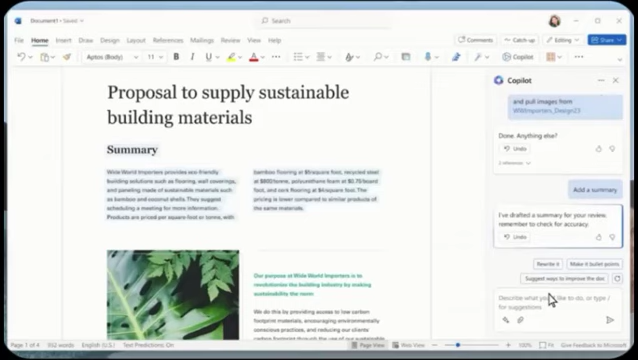 Document1 - Saved
Search
File Home Insert Draw Design Layout References Mailings Review View Help
Comments Catch-up Editing Share
Aptos (Body) 11 B I U Copilot
Proposal to supply sustainable
building materials
Summary
Wide World Importers provides eco-friendly
building solutions such as flooring, wall coverings,
and paneling made of sustainable materials such
as bamboo and coconut shells. They suggest
scheduling a meeting for more information.
Products are priced per square foot or tonne, with
bamboo flooring at $5/square foot, recycled steel
at /tonne, polyurethane foam at /board
foot, and cork flooring at $4/square foot. The
pricing is lower compared to similar products of
the same materials.
Our purpose at Wide World Importers is to
revolutionize the building industry by making
sustainability the norm
We do this by providing access to low carbon
footprint materials, encouraging environmentally
conscious practices, and reducing our clients
carbon footprint through the use of our sustainable
Copilot
and pull images from
WWImporters_Design23
Done. Anything else?
Undo
2 references
Add a summary
I've drafted a summary for your review.
remember to check for accuracy.
Undo
Rewrite it Make it bullet points
Suggest ways to improve the doc
Describe what you'd like to do, or type /
for suggestions
Page 1 of 4 552 words English (U.S.) Text Predictions: On Page View Web View 100% Fit Give Feedback to Microsoft